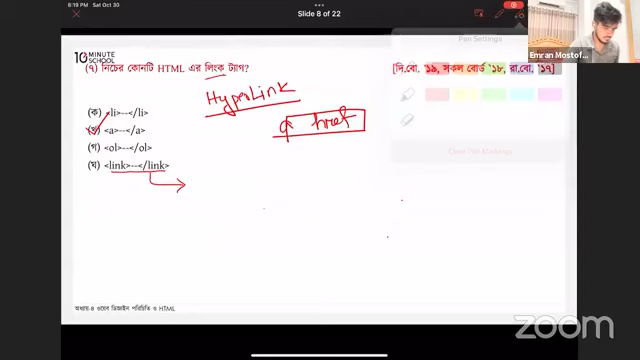 8:19 PM Sat Oct 30
Slide 8 of 22
Pen Settings
Emran Mostof...
10 MINUTE SCHOOL
(৭) নিচের কোনটি HTML এর লিংক ট্যাগ?
[দি.বো. '১৯, সকল বোর্ড '১৮, রা.বো. '১৭]
HyperLink
a href
(ক) <li>--</li>
(খ) <a>--</a>
(গ) <ol>--</ol>
(ঘ) <link>--</link>
Clear Pen Markings
অধ্যায়-৪ ওয়েব ডিজাইন পরিচিতি ও HTML
zoom